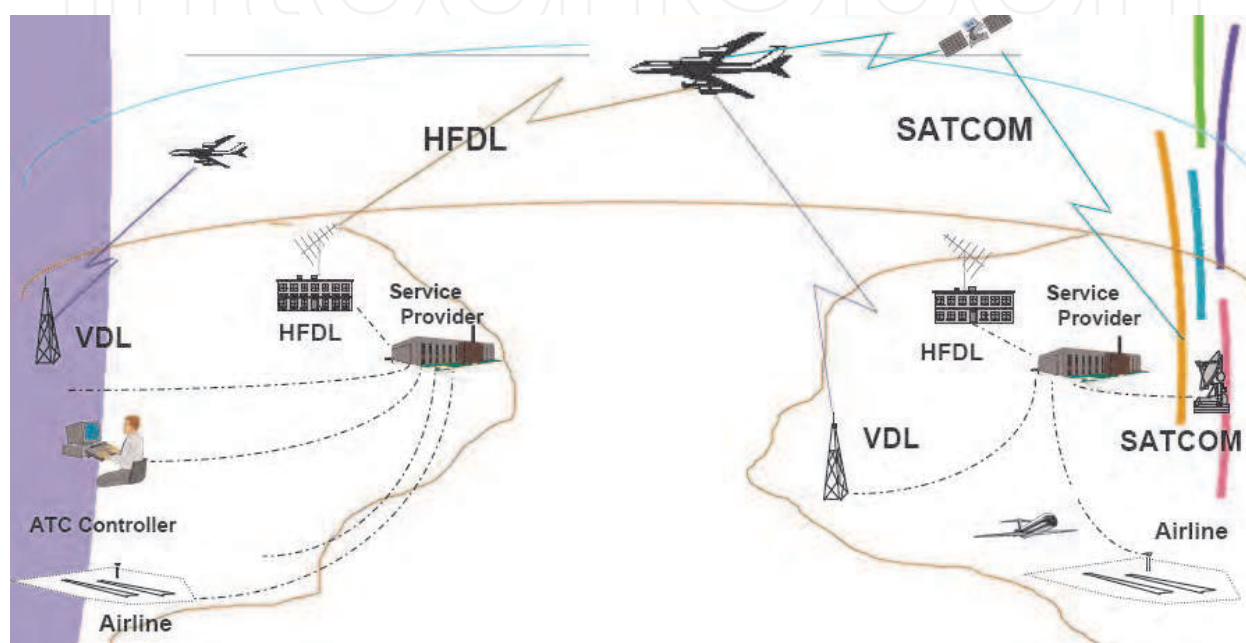 HFDL
SATCOM
Service
Provider
HFDL
VDL
ATC Controller
Airline
Service
Provider
HFDL
VDL
SATCOM
Airline